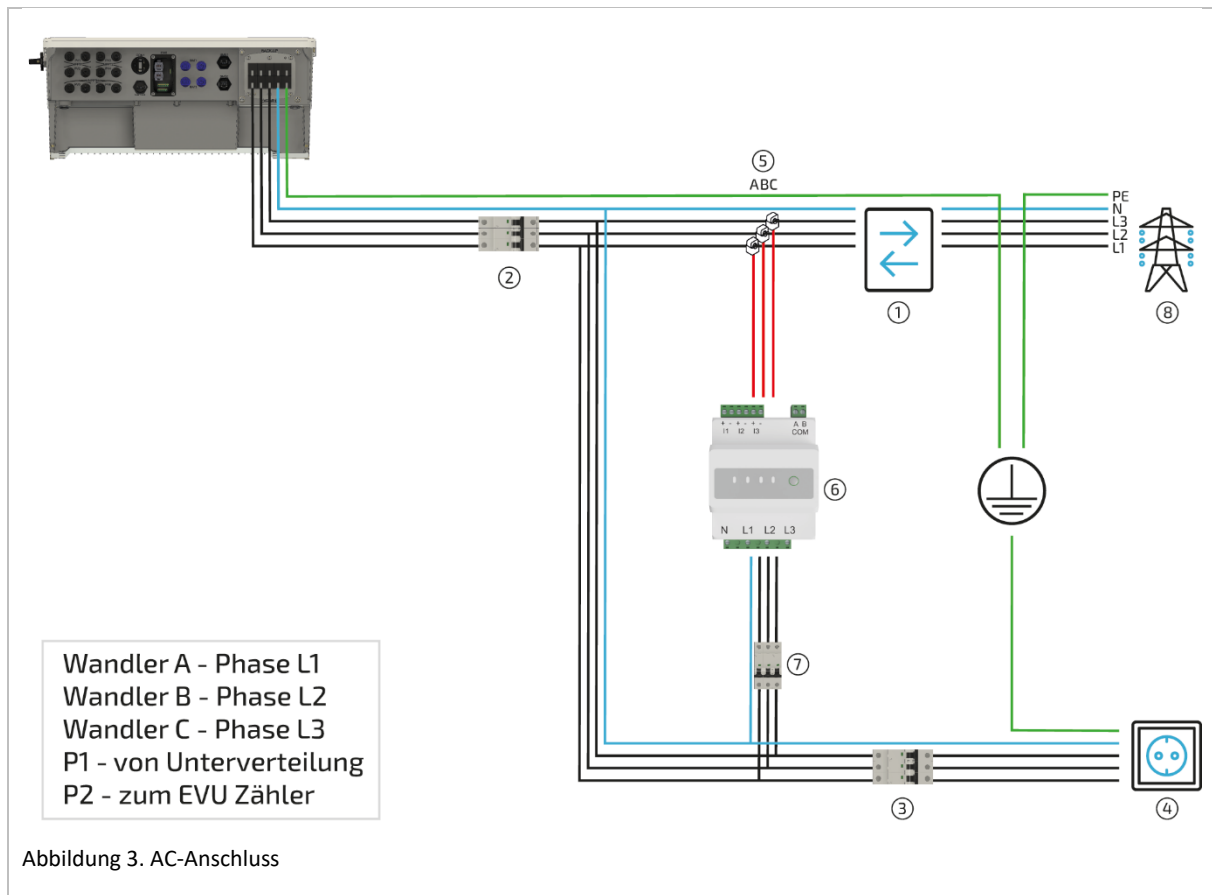 BACK-UP
⑤
ABC
PE
N
L3
L2
L1
②
①
⑧
+ - + - + -
I1 I2 I3
A B
COM
⑥
N L1 L2 L3
⑦
Wandler A - Phase L1
Wandler B - Phase L2
Wandler C - Phase L3
P1 - von Unterverteilung
P2 - zum EVU Zähler
③
④
Abbildung 3. AC-Anschluss